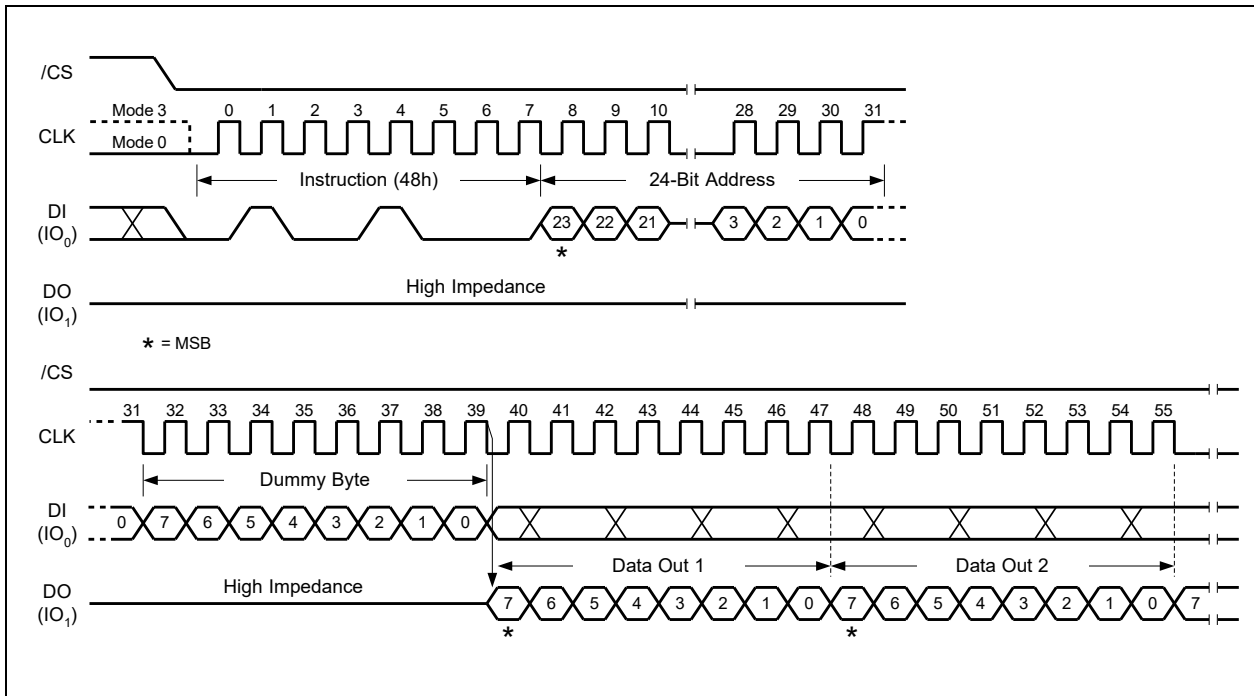 /CS
Mode 3 0 1 2 3 4 5 6 7 8 9 10 28 29 30 31
CLK
Mode 0
Instruction (48h) 24-Bit Address
DI
(IO0)
23 22 21 3 2 1 0
*
DO
(IO1)
High Impedance
* = MSB
/CS
31 32 33 34 35 36 37 38 39 40 41 42 43 44 45 46 47 48 49 50 51 52 53 54 55
CLK
Dummy Byte
DI
(IO0)
0 7 6 5 4 3 2 1 0
Data Out 1 Data Out 2
DO
(IO1)
High Impedance
7 6 5 4 3 2 1 0 7 6 5 4 3 2 1 0 7
* *